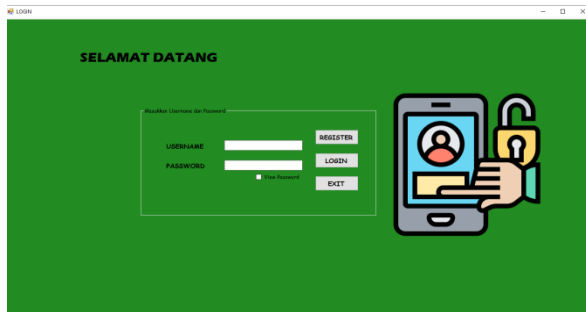 LOGIN
SELAMAT DATANG
Masukkan Username dan Password
USERNAME
REGISTER
PASSWORD
LOGIN
View Password
EXIT